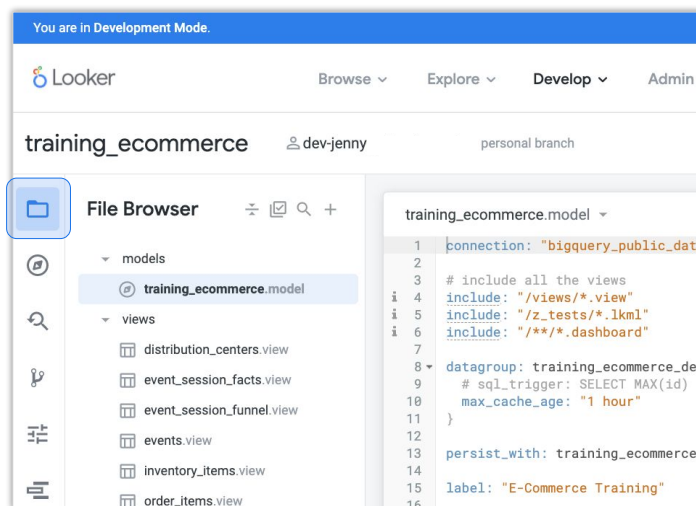 You are in Development Mode.
Looker
Browse
Explore
Develop
Admin
training_ecommerce
dev-jenny
personal branch
File Browser
models
training_ecommerce.model
views
distribution_centers.view
event_session_facts.view
event_session_funnel.view
events.view
inventory_items.view
order_items.view
training_ecommerce.model
1 connection: "bigquery_public_dat
2
3 # include all the views
4 include: "/views/*.view"
5 include: "/z_tests/*.lkml"
6 include: "/**/*.dashboard"
7
8 datagroup: training_ecommerce_de
9 # sql_trigger: SELECT MAX(id)
10 max_cache_age: "1 hour"
11 }
12
13 persist_with: training_ecommerce
14
15 label: "E-Commerce Training"
16